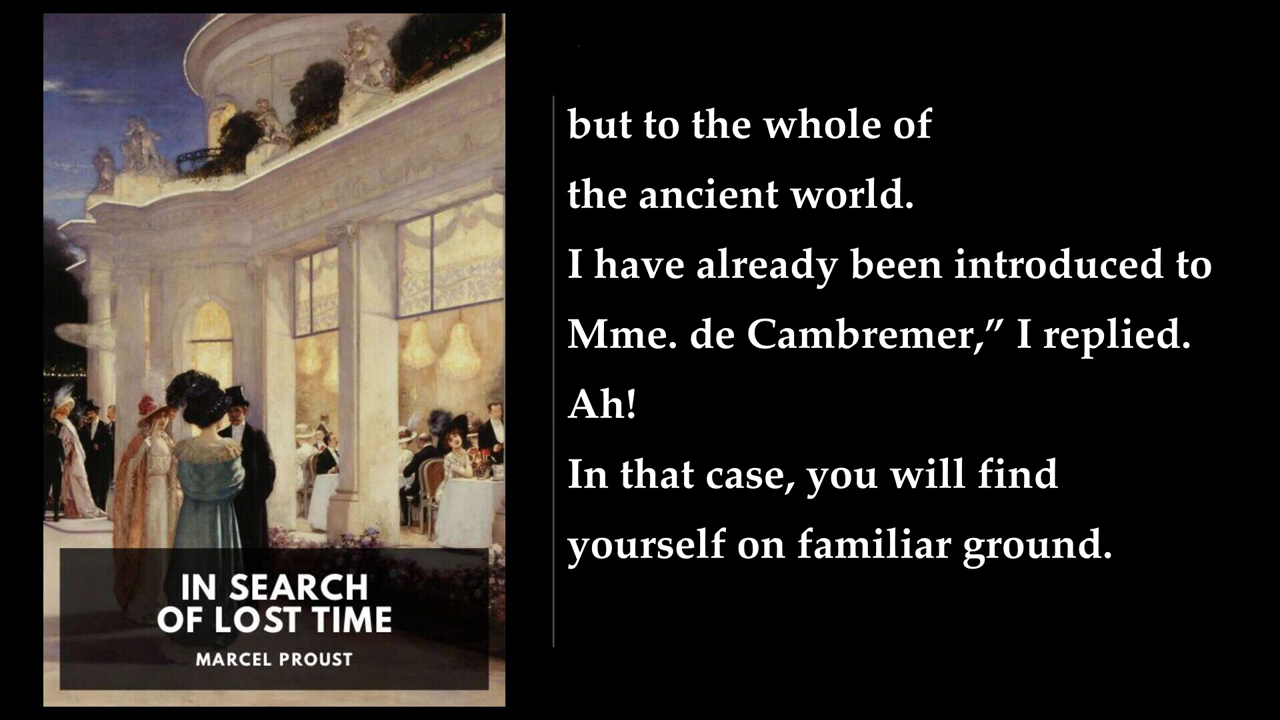 IN SEARCH
OF LOST TIME
MARCEL PROUST
but to the whole of
the ancient world.
I have already been introduced to
Mme. de Cambremer,” I replied.
Ah!
In that case, you will find
yourself on familiar ground.